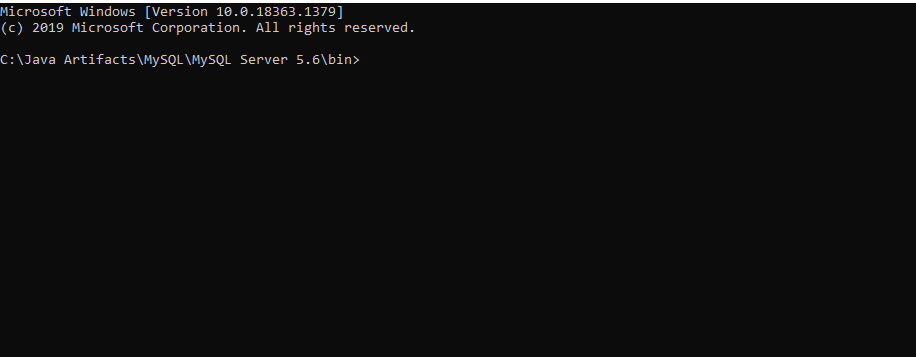 Microsoft Windows [Version 10.0.18363.1379]
(c) 2019 Microsoft Corporation. All rights reserved.
C:\Java Artifacts\MySQL\MySQL Server 5.6\bin>